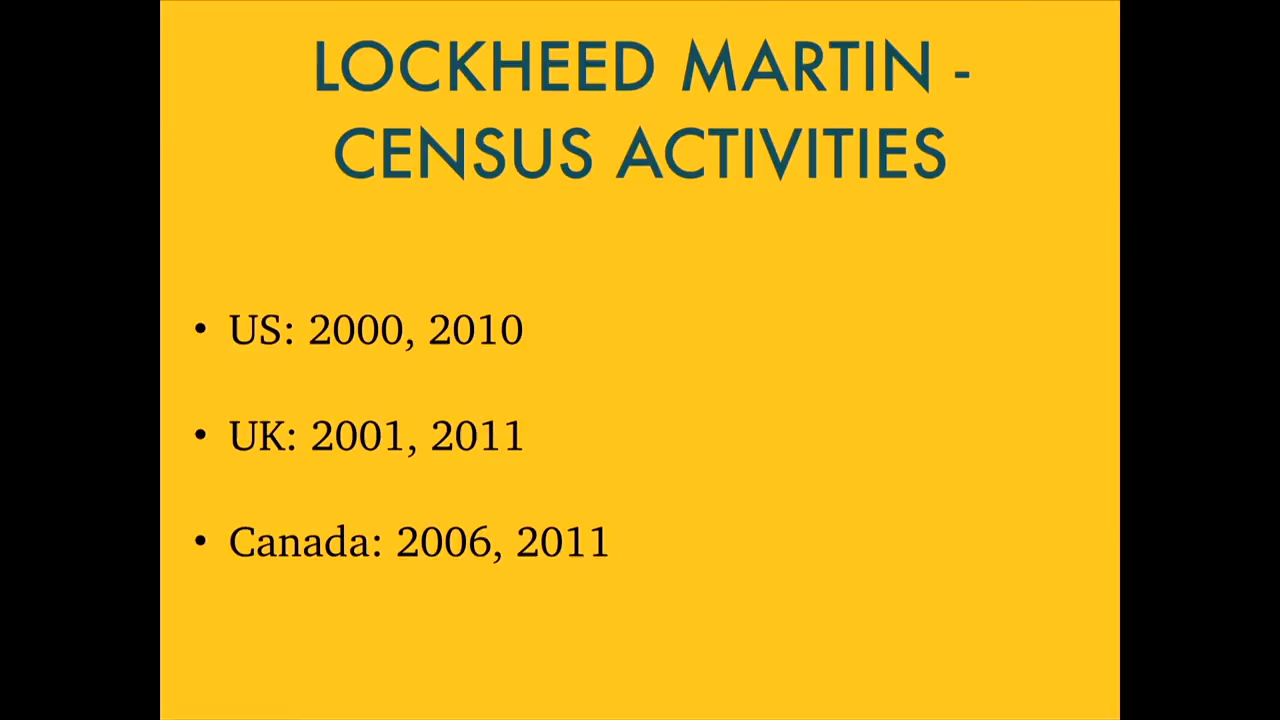 LOCKHEED MARTIN -
CENSUS ACTIVITIES
• US: 2000, 2010
• UK: 2001, 2011
• Canada: 2006, 2011